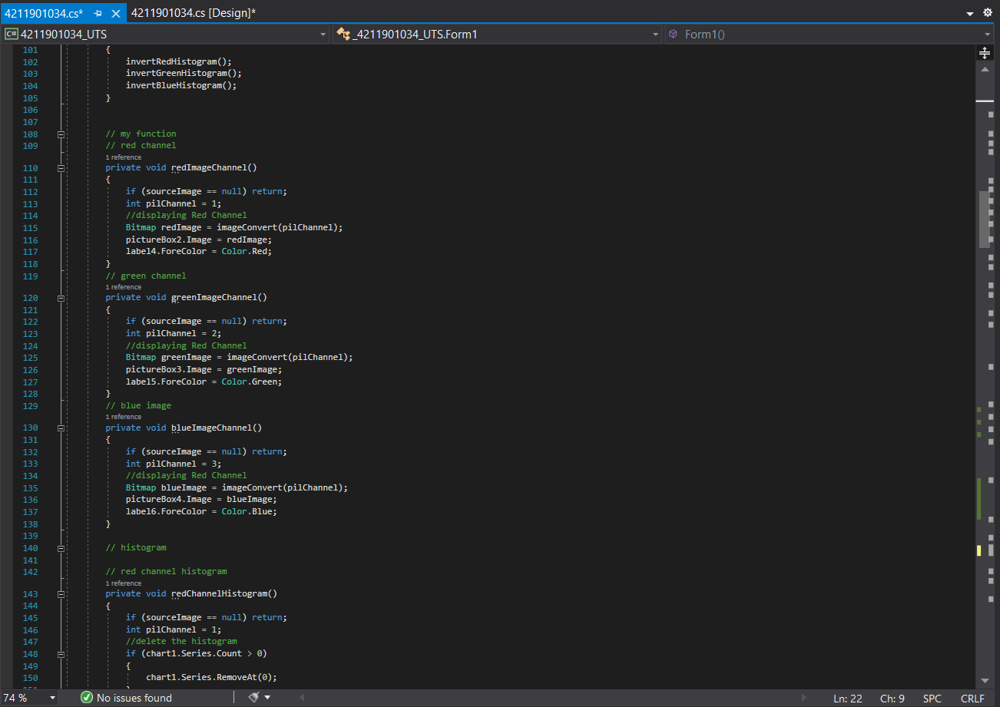 4211901034.cs*
4211901034.cs [Design]*
C# 4211901034_UTS
_4211901034_UTS.Form1
Form1()
101 {
102 invertRedHistogram();
103 invertGreenHistogram();
104 invertBlueHistogram();
105 }
106
107
108 // my function
109 // red channel
1 reference
110 private void redImageChannel()
111 {
112 if (sourceImage == null) return;
113 int pilChannel = 1;
114 //displaying Red Channel
115 Bitmap redImage = imageConvert(pilChannel);
116 pictureBox2.Image = redImage;
117 label4.ForeColor = Color.Red;
118 }
119 // green channel
1 reference
120 private void greenImageChannel()
121 {
122 if (sourceImage == null) return;
123 int pilChannel = 2;
124 //displaying Red Channel
125 Bitmap greenImage = imageConvert(pilChannel);
126 pictureBox3.Image = greenImage;
127 label5.ForeColor = Color.Green;
128 }
129 // blue image
1 reference
130 private void blueImageChannel()
131 {
132 if (sourceImage == null) return;
133 int pilChannel = 3;
134 //displaying Red Channel
135 Bitmap blueImage = imageConvert(pilChannel);
136 pictureBox4.Image = blueImage;
137 label6.ForeColor = Color.Blue;
138 }
139
140 // histogram
141
142 // red channel histogram
1 reference
143 private void redChannelHistogram()
144 {
145 if (sourceImage == null) return;
146 int pilChannel = 1;
147 //delete the histogram
148 if (chart1.Series.Count > 0)
149 {
150 chart1.Series.RemoveAt(0);
74 %
No issues found
Ln: 22
Ch: 9
SPC
CRLF